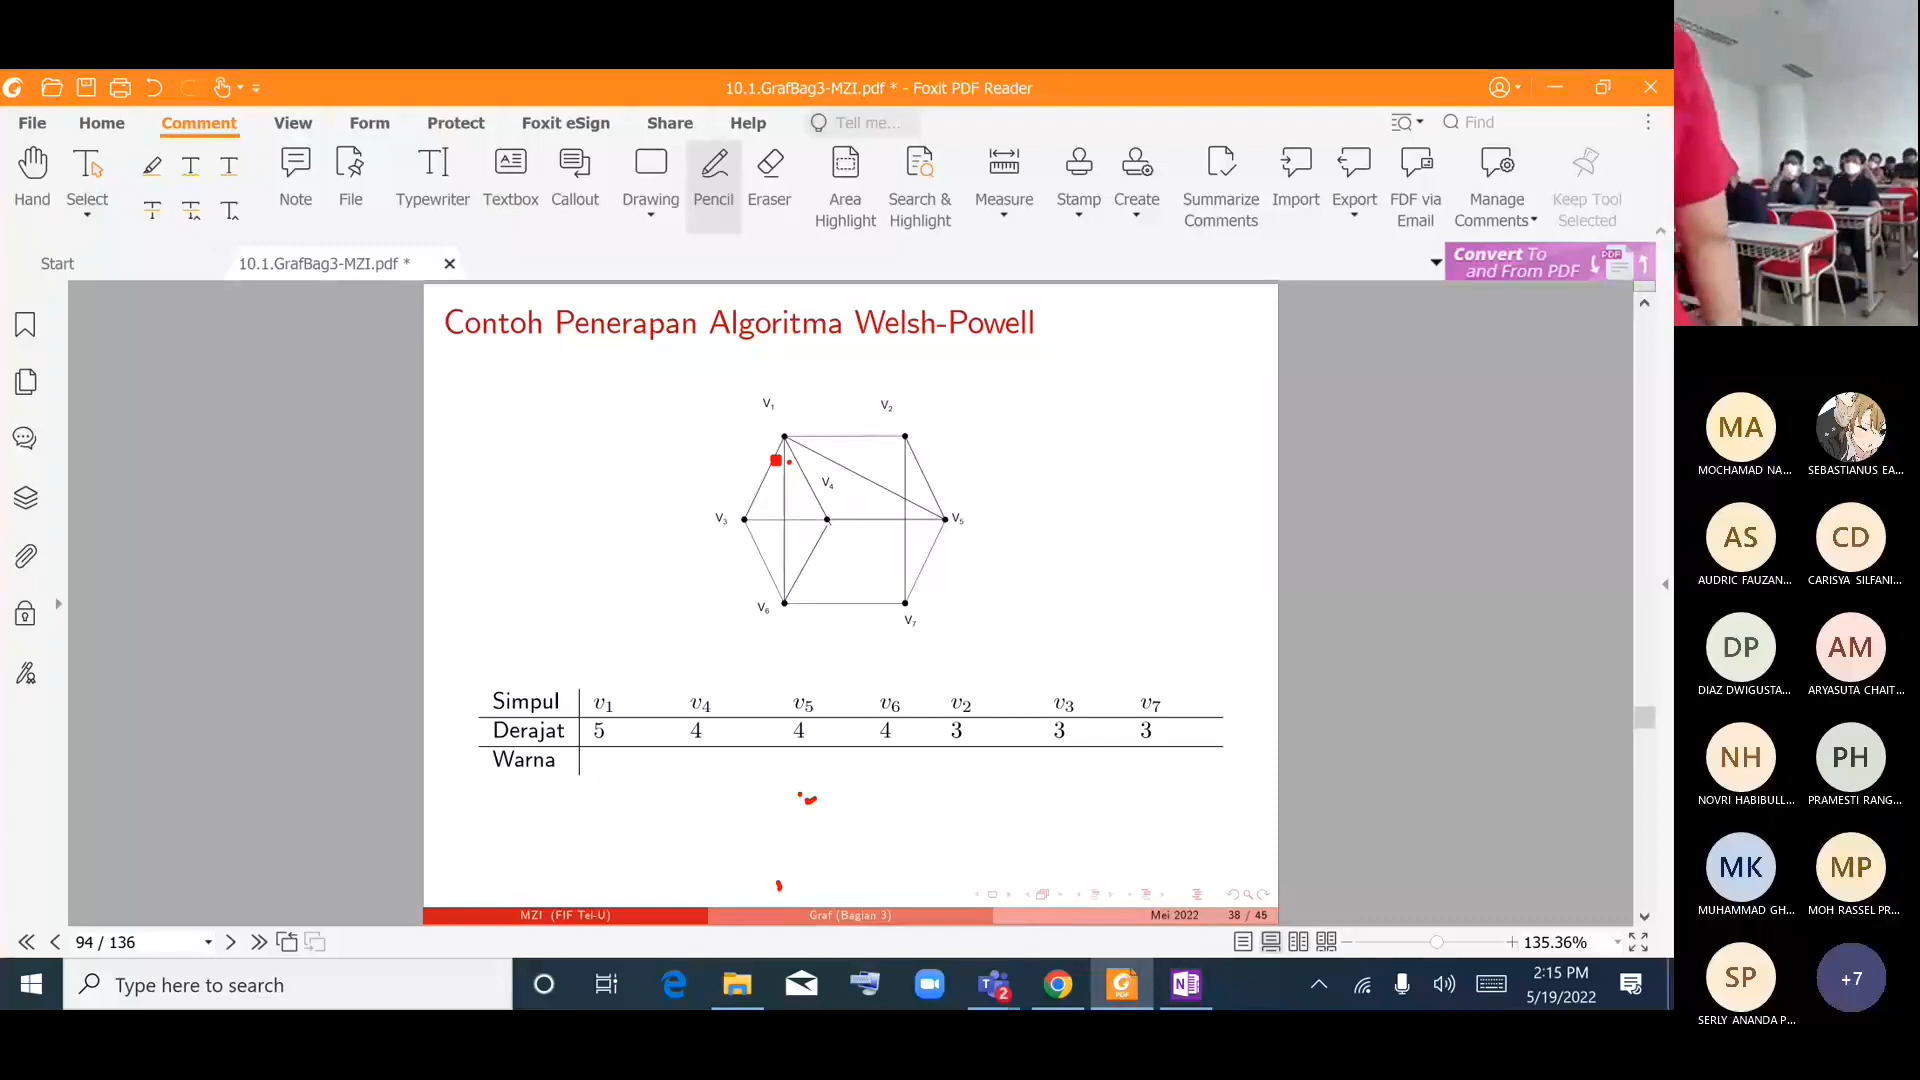 10.1.GrafBag3-MZI.pdf * - Foxit PDF Reader
File Home Comment View Form Protect Foxit eSign Share Help Tell me... Find
Hand Select Note File Typewriter Textbox Callout Drawing Pencil Eraser Area Highlight Search & Highlight Measure Stamp Create Summarize Comments Import Export FDF via Email Manage Comments Keep Tool Selected
Start 10.1.GrafBag3-MZI.pdf *
Convert To
and From PDF
PDF
Contoh Penerapan Algoritma Welsh-Powell
V1 V2
V4
V3 V5
V6
V7
Simpul v1 v4 v5 v6 v2 v3 v7
Derajat 5 4 4 4 3 3 3
Warna
MZI (FIF Tel-U) Graf (Bagian 3) Mei 2022 38 / 45
94 / 136
135.36%
Type here to search
2
2:15 PM
5/19/2022
MA
MOCHAMAD NA... SEBASTIANUS EA...
AS CD
AUDRIC FAUZAN... CARISYA SILFANI...
DP AM
DIAZ DWIGUSTA... ARYASUTA CHAIT...
NH PH
NOVRI HABIBULL... PRAMESTI RANG...
MK MP
MUHAMMAD GH... MOH RASSEL PR...
SP +7
SERLY ANANDA P...